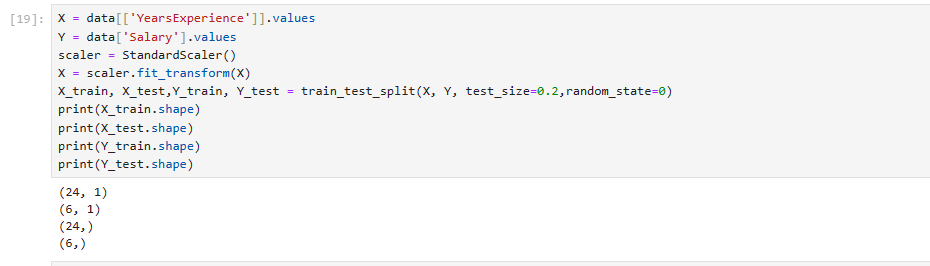 [19]: X = data[['YearsExperience']].values
Y = data['Salary'].values
scaler = StandardScaler()
X = scaler.fit_transform(X)
X_train, X_test,Y_train, Y_test = train_test_split(X, Y, test_size=0.2,random_state=0)
print(X_train.shape)
print(X_test.shape)
print(Y_train.shape)
print(Y_test.shape)
(24, 1)
(6, 1)
(24,)
(6,)